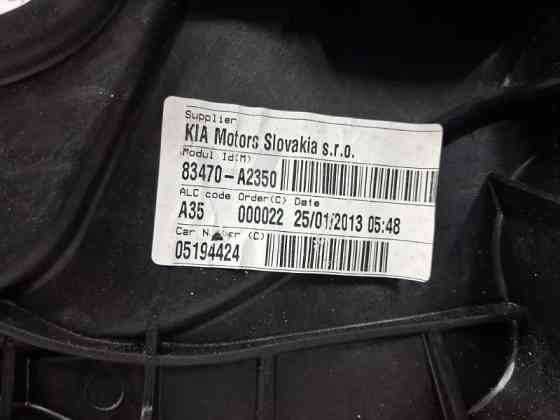 Supplier
KIA Motors Slovakia s.r.o.
Modul Id(M)
83470-A2350
ALC code Order(C) Date
A35 000022 25/01/2013 05:48
Car (C)
05194424